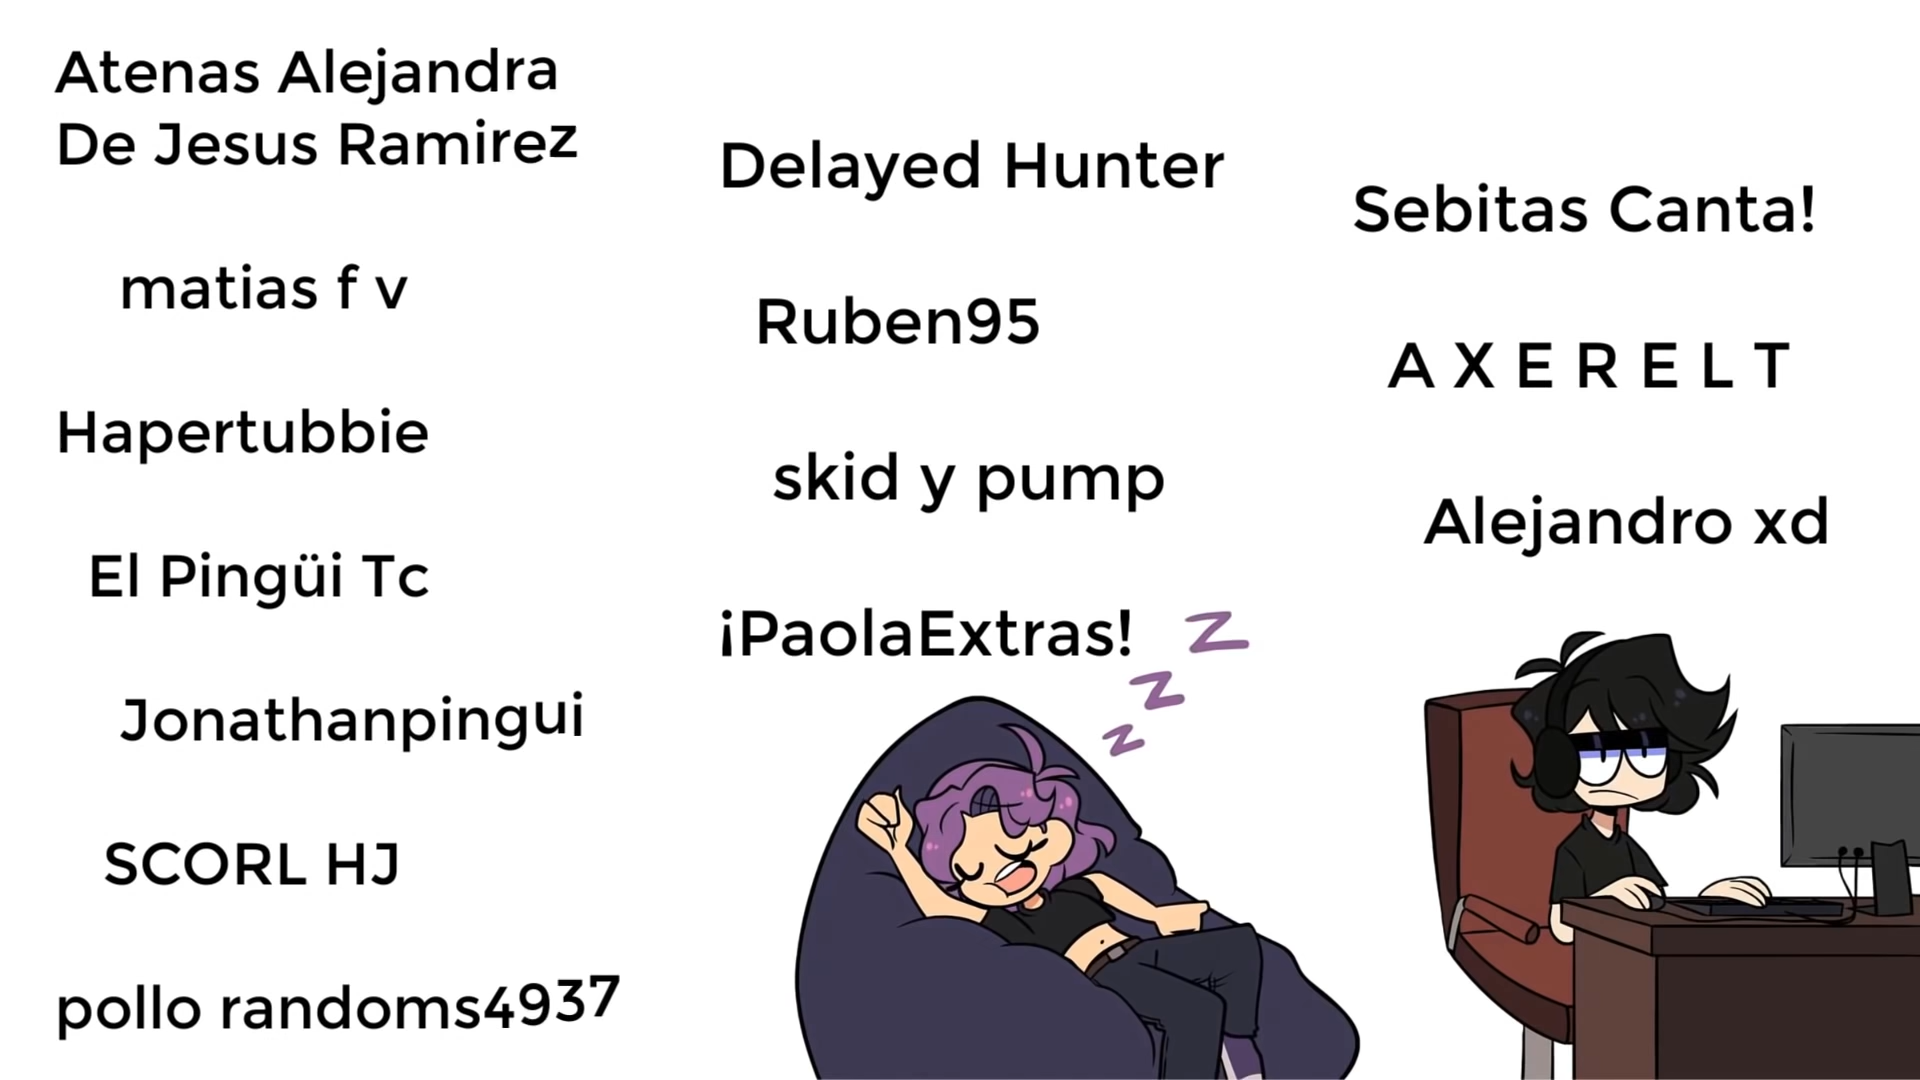 Atenas Alejandra
De Jesus Ramirez
matias f v
Hapertubbie
El Pingüi Tc
Jonathanpingui
SCORL HJ
pollo randoms4937
Delayed Hunter
Ruben95
skid y pump
¡PaolaExtras!
z
z
z
Sebitas Canta!
A X E R E L T
Alejandro xd